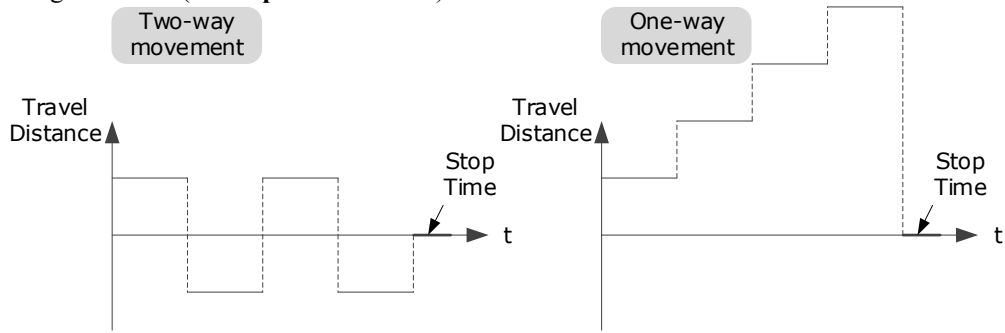 Two-way
movement
Travel
Distance
Stop
Time
t
One-way
movement
Travel
Distance
Stop
Time
t